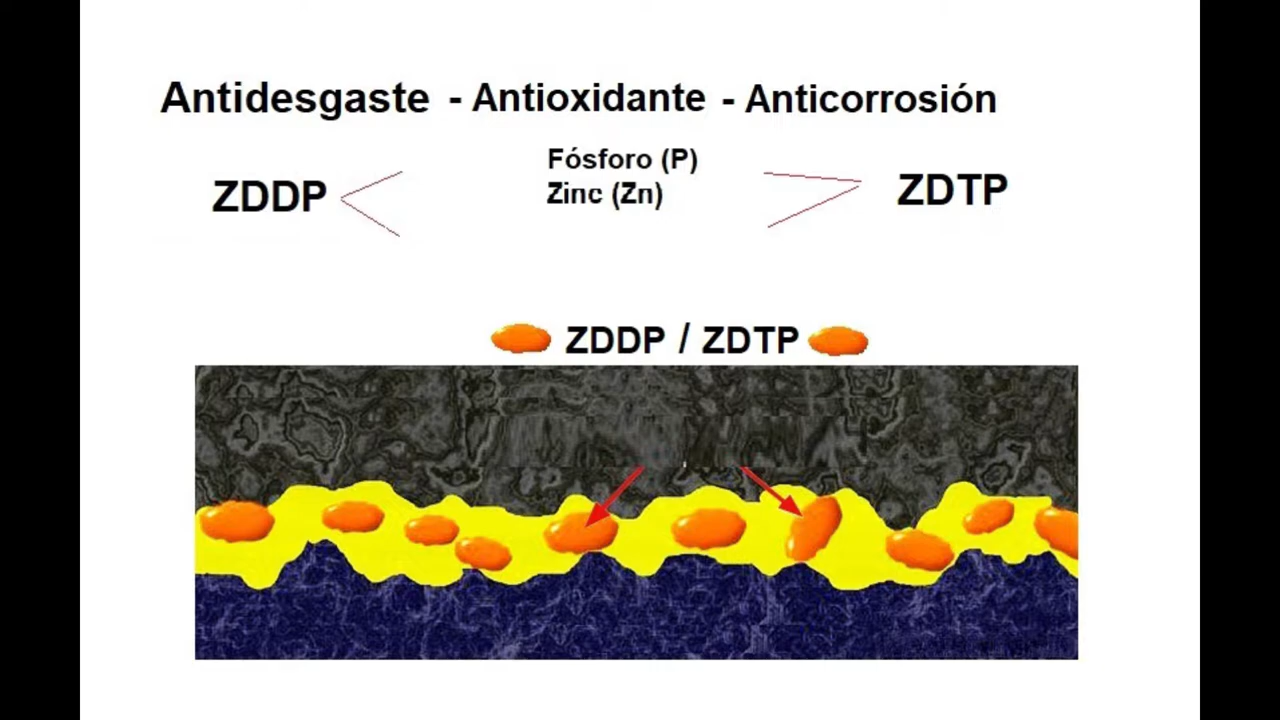 Antidesgaste - Antioxidante - Anticorrosión
Fósforo (P)
ZDDP
Zinc (Zn)
ZDTP
ZDDP / ZDTP